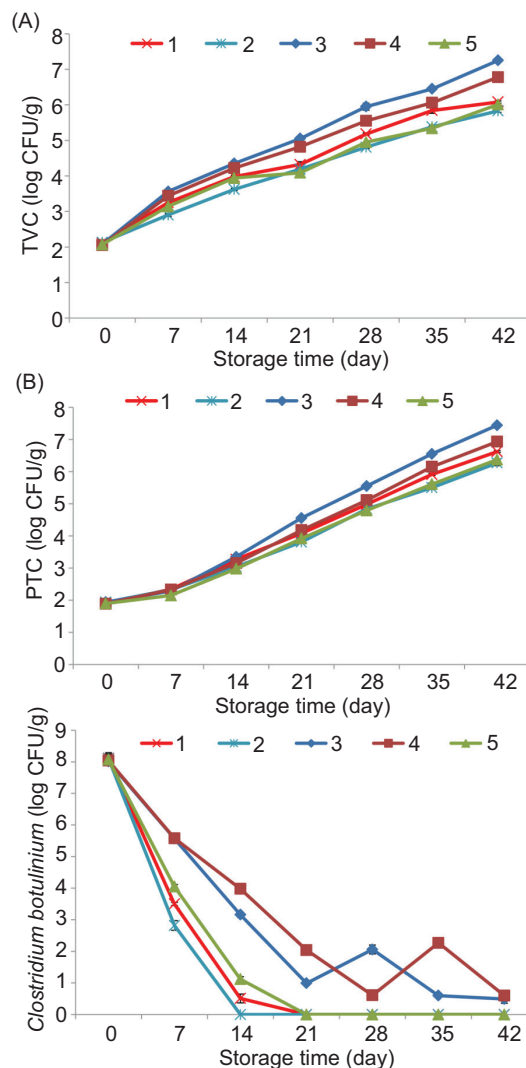 (A)
8
1 2 3 4 5
7
6
5
4
3
2
1
0
TVC (log CFU/g)
0 7 14 21 28 35 42
Storage time (day)
(B)
8
1 2 3 4 5
7
6
5
4
3
2
1
0
PTC (log CFU/g)
0 7 14 21 28 35 42
Storage time (day)
9
1 2 3 4 5
8
7
6
5
4
3
2
1
0
Clostridium botulinium (log CFU/g)
0 7 14 21 28 35 42
Storage time (day)